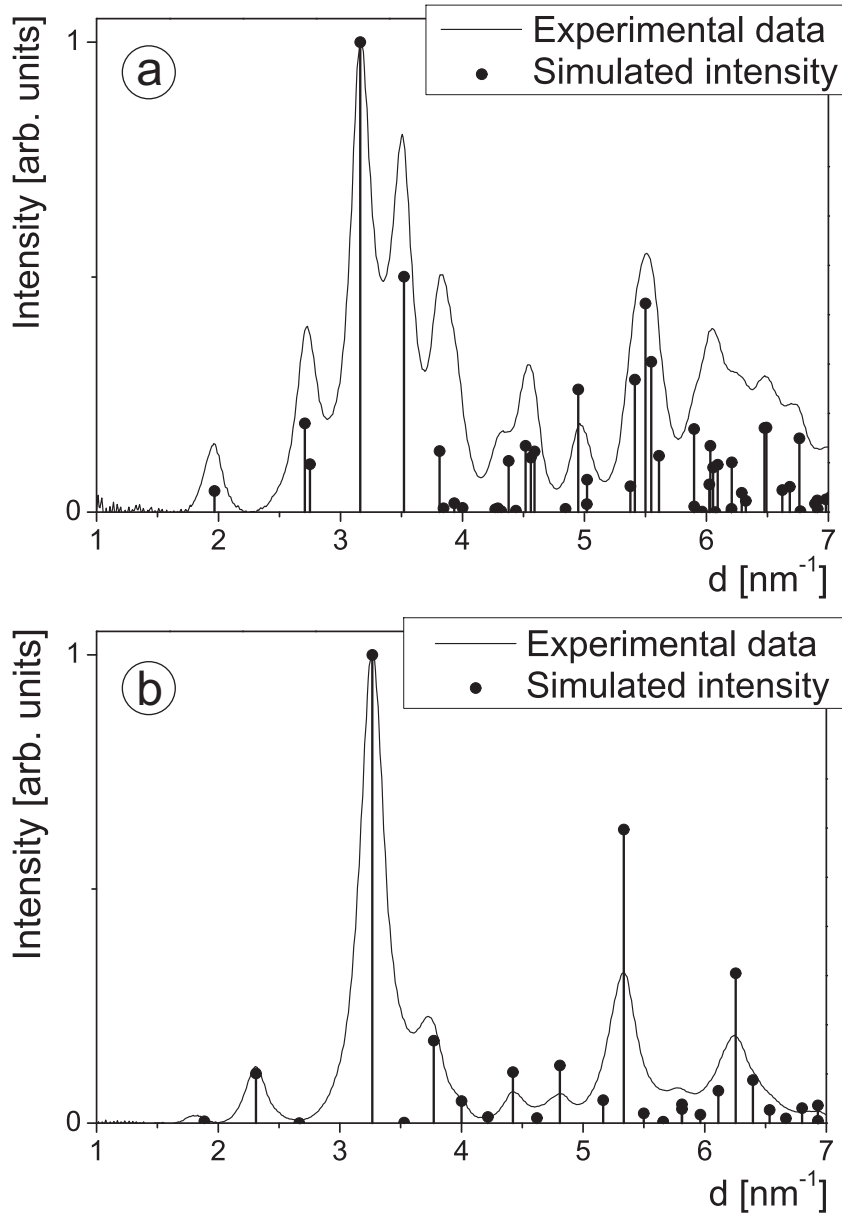 Experimental data
Simulated intensity
a
Intensity [arb. units]
1
0
1 2 3 4 5 6 7
d [nm⁻¹]
Experimental data
Simulated intensity
b
Intensity [arb. units]
1
0
1 2 3 4 5 6 7
d [nm⁻¹]